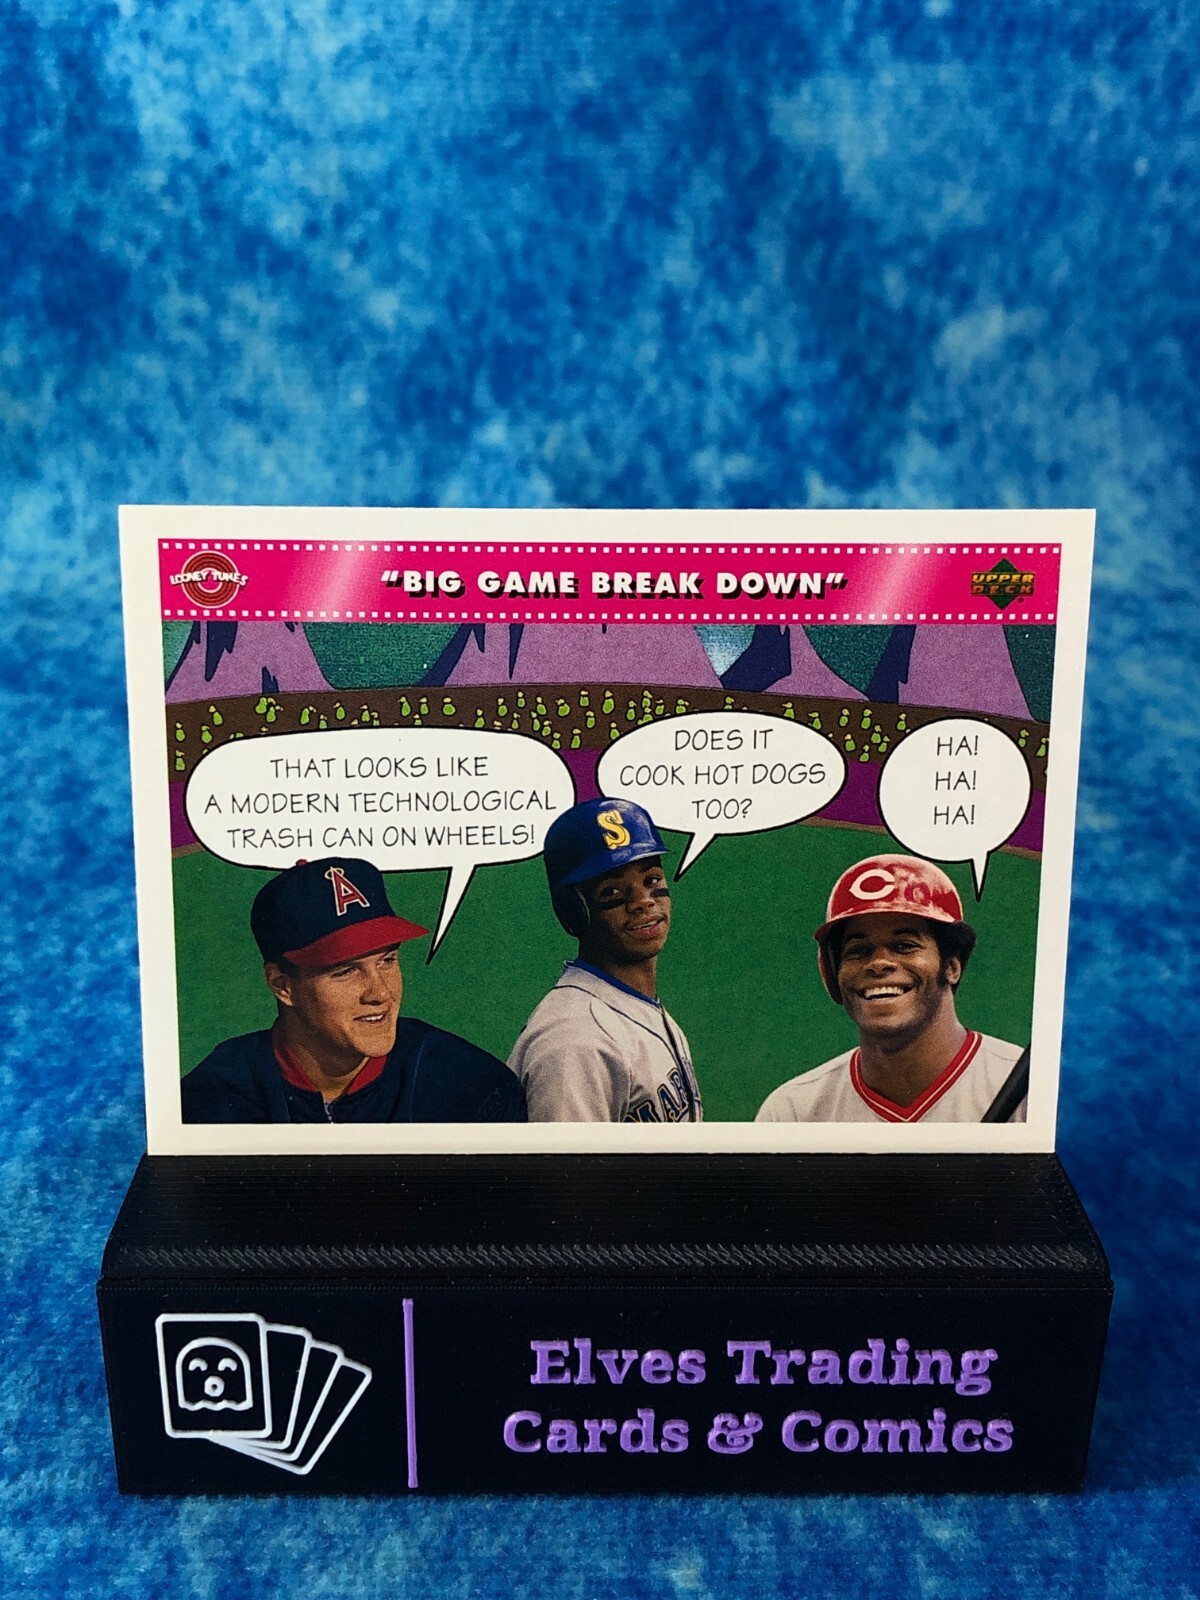 LOONEY TUNES
"BIG GAME BREAK DOWN"
UPPER
DECK
THAT LOOKS LIKE
A MODERN TECHNOLOGICAL
TRASH CAN ON WHEELS!
DOES IT
COOK HOT DOGS
TOO?
HA!
HA!
HA!
A
S
C
MAR
Elves Trading
Cards & Comics